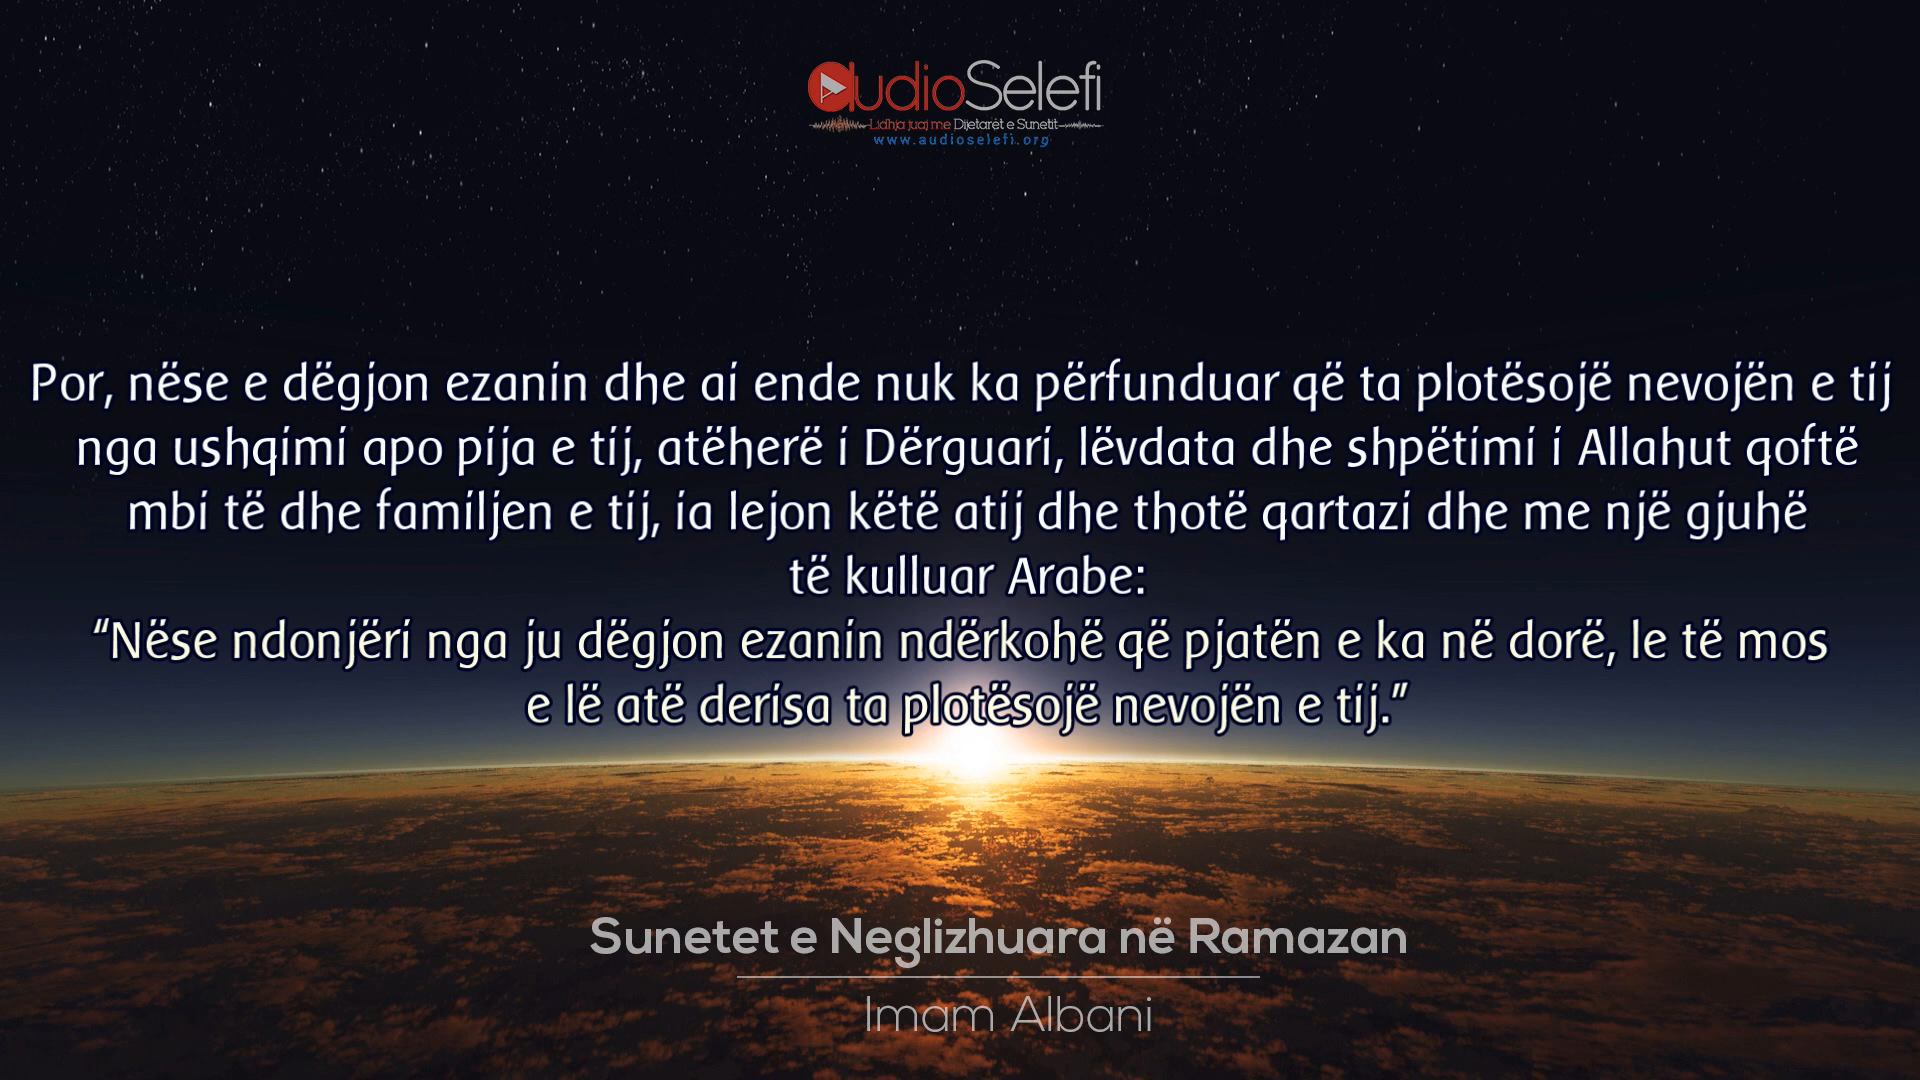 audioSelefi
Lidhja juaj me Dijetarët e Sunetit
www.audioselefi.org
Por, nëse e dëgjon ezanin dhe ai ende nuk ka përfunduar që ta plotësojë nevojën e tij
nga ushqimi apo pija e tij, atëherë i Dërguari, lëvdata dhe shpëtimi i Allahut qoftë
mbi të dhe familjen e tij, ia lejon këtë atij dhe thotë qartazi dhe me një gjuhë
të kulluar Arabe:
“Nëse ndonjëri nga ju dëgjon ezanin ndërkohë që pjatën e ka në dorë, le të mos
e lë atë derisa ta plotësojë nevojën e tij.”
Sunetet e Neglizhuara në Ramazan
Imam Albani